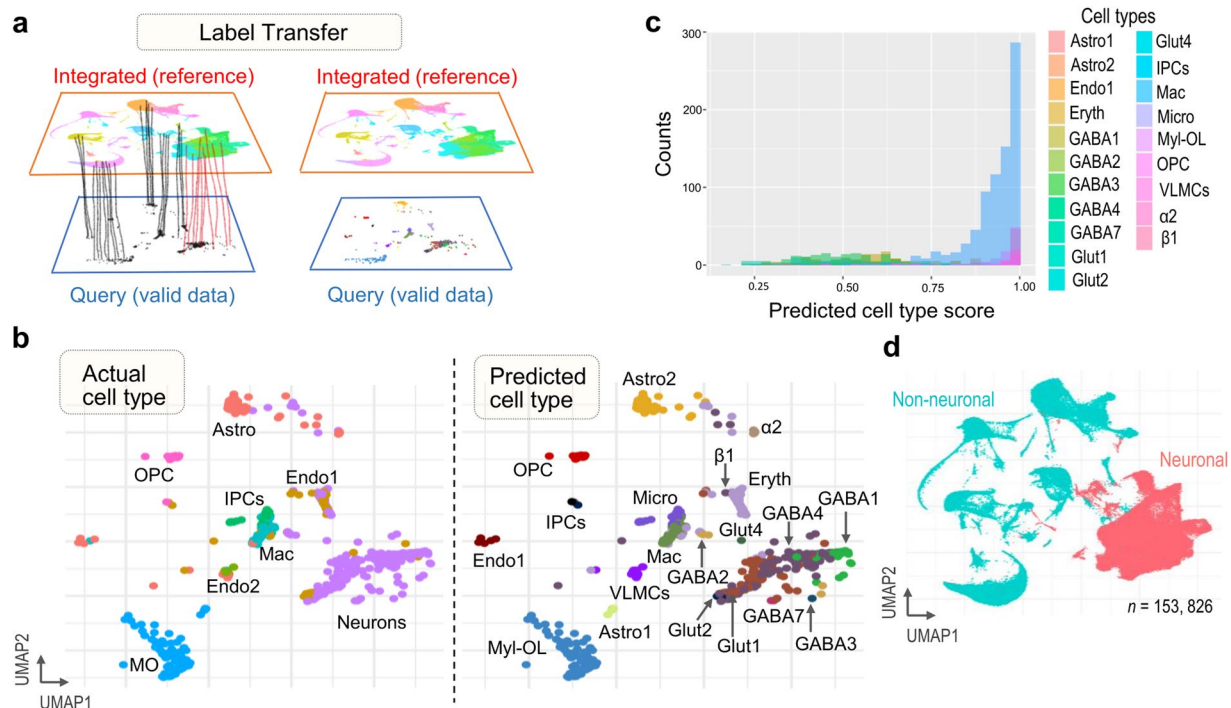 a
Label Transfer
Integrated (reference)
Integrated (reference)
Query (valid data)
Query (valid data)
c
300
200
100
0
Counts
0.25
0.50
0.75
1.00
Predicted cell type score
Cell types
Astro1
Astro2
Endo1
Eryth
GABA1
GABA2
GABA3
GABA4
GABA7
Glut1
Glut2
Glut4
IPCs
Mac
Micro
Myl-OL
OPC
VLMCs
α2
β1
b
Actual
cell type
Astro
OPC
Endo1
IPCs
Mac
Endo2
Neurons
MO
UMAP2
UMAP1
Predicted
cell type
Astro2
α2
OPC
β1
Eryth
Micro
GABA1
IPCs
GABA4
Glut4
Mac
Endo1
GABA2
VLMCs
GABA7
Astro1
Glut2
Glut1
GABA3
Myl-OL
d
Non-neuronal
Neuronal
n = 153, 826
UMAP2
UMAP1